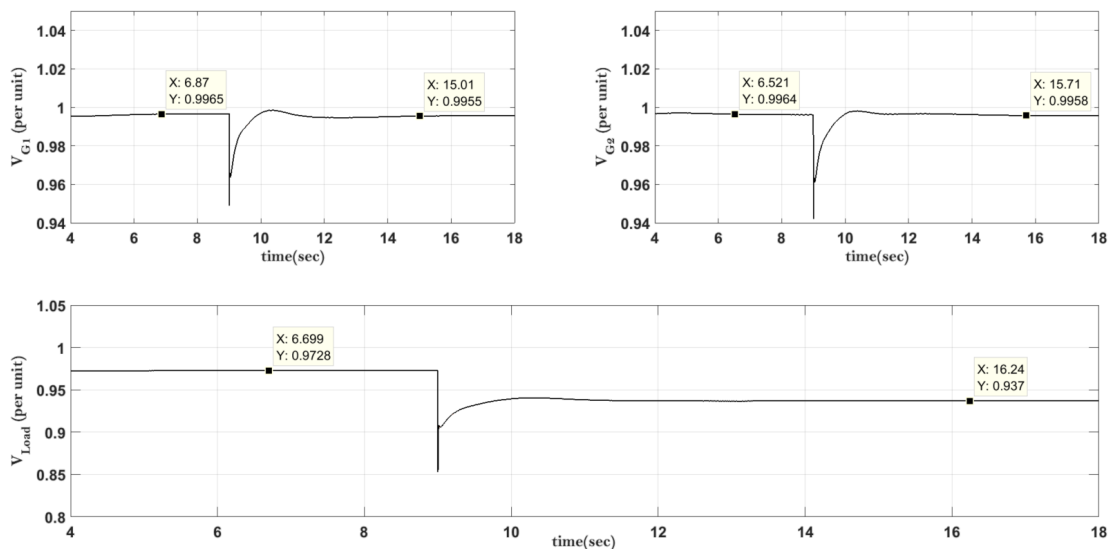 1.04
1.02
1
0.98
0.96
0.94
V_G1 (per unit)
X: 6.87
Y: 0.9965
X: 15.01
Y: 0.9955
4 6 8 10 12 14 16 18
time(sec)
1.04
1.02
1
0.98
0.96
0.94
V_G2 (per unit)
X: 6.521
Y: 0.9964
X: 15.71
Y: 0.9958
4 6 8 10 12 14 16 18
time(sec)
1.05
1
0.95
0.9
0.85
0.8
V_Load (per unit)
X: 6.699
Y: 0.9728
X: 16.24
Y: 0.937
4 6 8 10 12 14 16 18
time(sec)